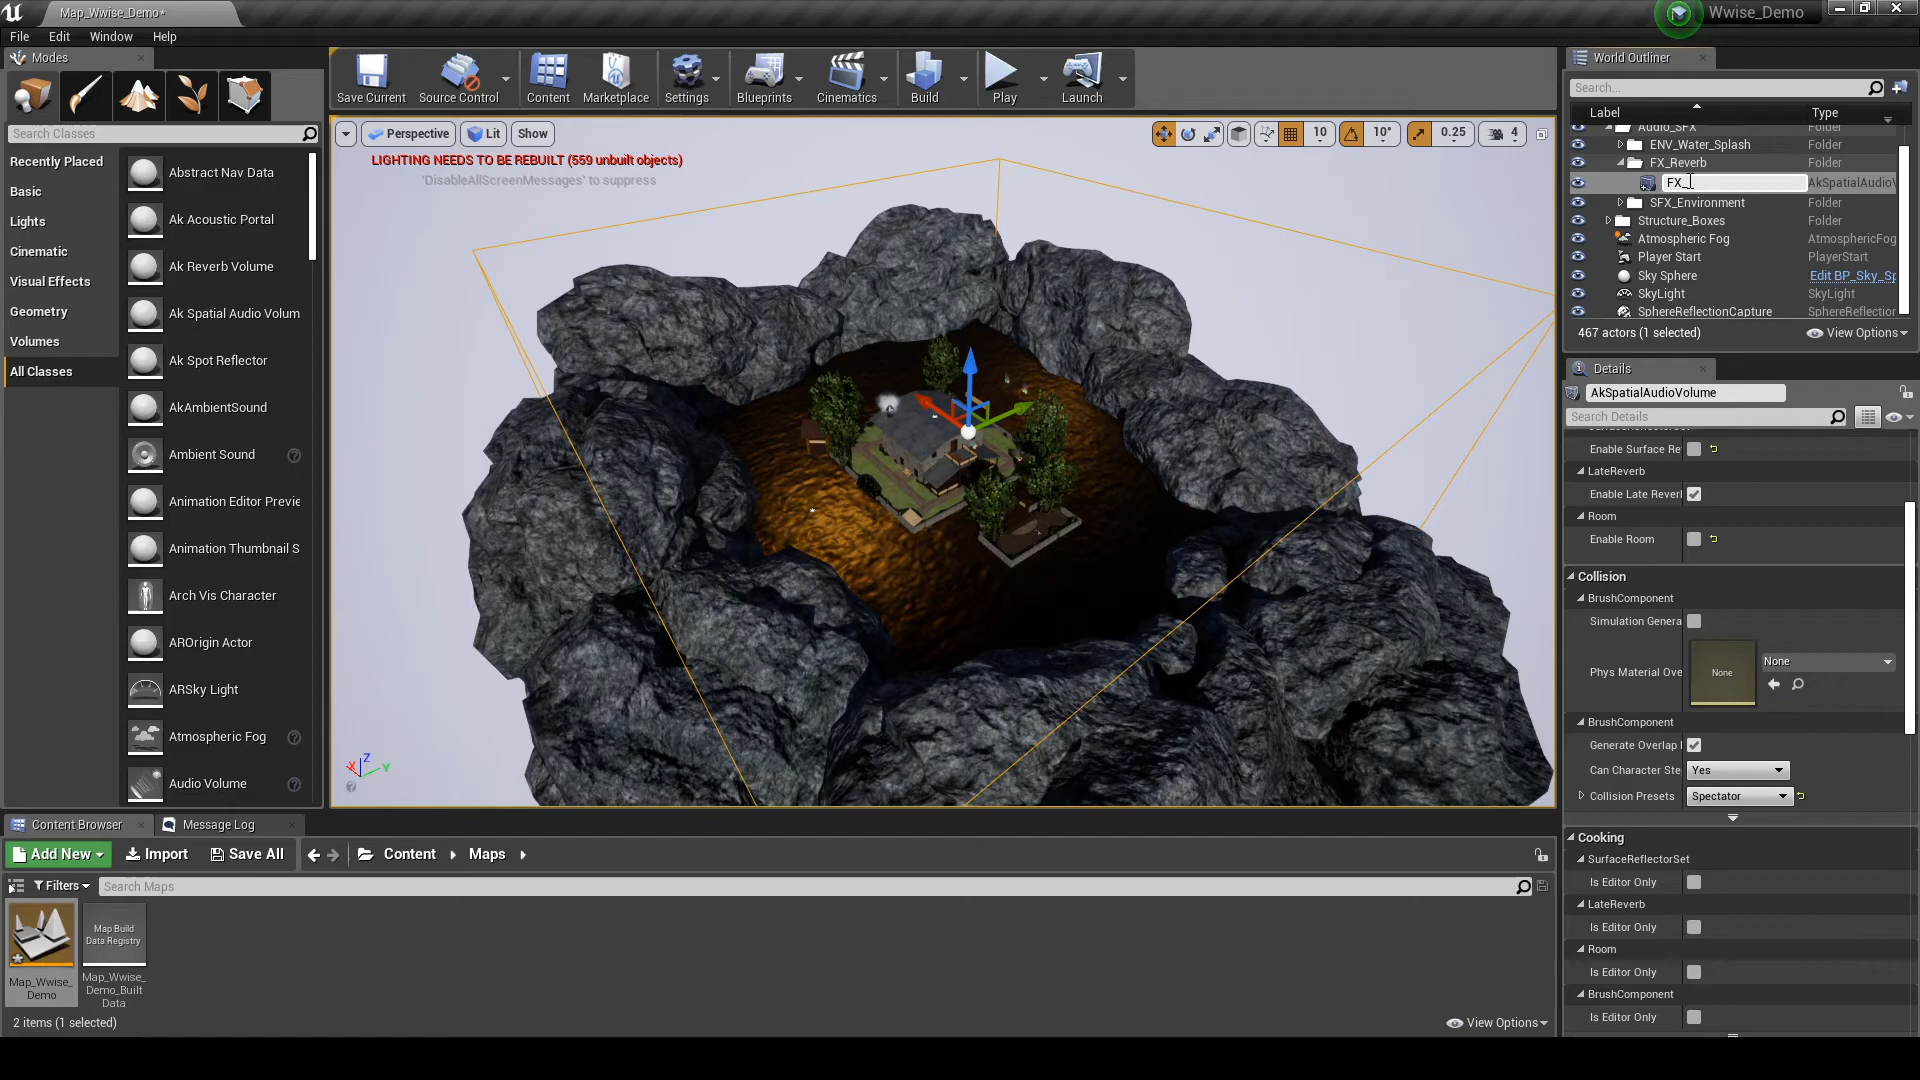 Map_Wwise_Demo*
Wwise_Demo
File Edit Window Help
Modes
Search Classes
Recently Placed
Basic
Lights
Cinematic
Visual Effects
Geometry
Volumes
All Classes
Abstract Nav Data
Ak Acoustic Portal
Ak Reverb Volume
Ak Spatial Audio Volum
Ak Spot Reflector
AkAmbientSound
Ambient Sound
Animation Editor Previe
Animation Thumbnail S
Arch Vis Character
AROrigin Actor
ARSky Light
Atmospheric Fog
Audio Volume
Save Current
Source Control
Content
Marketplace
Settings
Blueprints
Cinematics
Build
Play
Launch
Perspective
Lit
Show
10
10°
0.25
4
LIGHTING NEEDS TO BE REBUILT (559 unbuilt objects)
'DisableAllScreenMessages' to suppress
X Z Y
World Outliner
Search...
Label Type
Audio_SFX Folder
ENV_Water_Splash Folder
FX_Reverb Folder
FX_ AkSpatialAudioV
SFX_Environment Folder
Structure_Boxes Folder
Atmospheric Fog AtmosphericFog
Player Start PlayerStart
Sky Sphere Edit BP_Sky_Sp
SkyLight SkyLight
SphereReflectionCapture SphereReflection
467 actors (1 selected)
View Options
Details
AkSpatialAudioVolume
Search Details
Enable Surface Re
LateReverb
Enable Late Reverl
Room
Enable Room
Collision
BrushComponent
Simulation Genera
Phys Material Ove
None
None
BrushComponent
Generate Overlap
Can Character Ste
Yes
Collision Presets
Spectator
Cooking
SurfaceReflectorSet
Is Editor Only
LateReverb
Is Editor Only
Room
Is Editor Only
BrushComponent
Is Editor Only
Content Browser
Message Log
Add New
Import
Save All
Content
Maps
Filters
Search Maps
Map_Wwise_
Demo
Map Build
Data Registry
Map_Wwise_
Demo_Built
Data
2 items (1 selected)
View Options